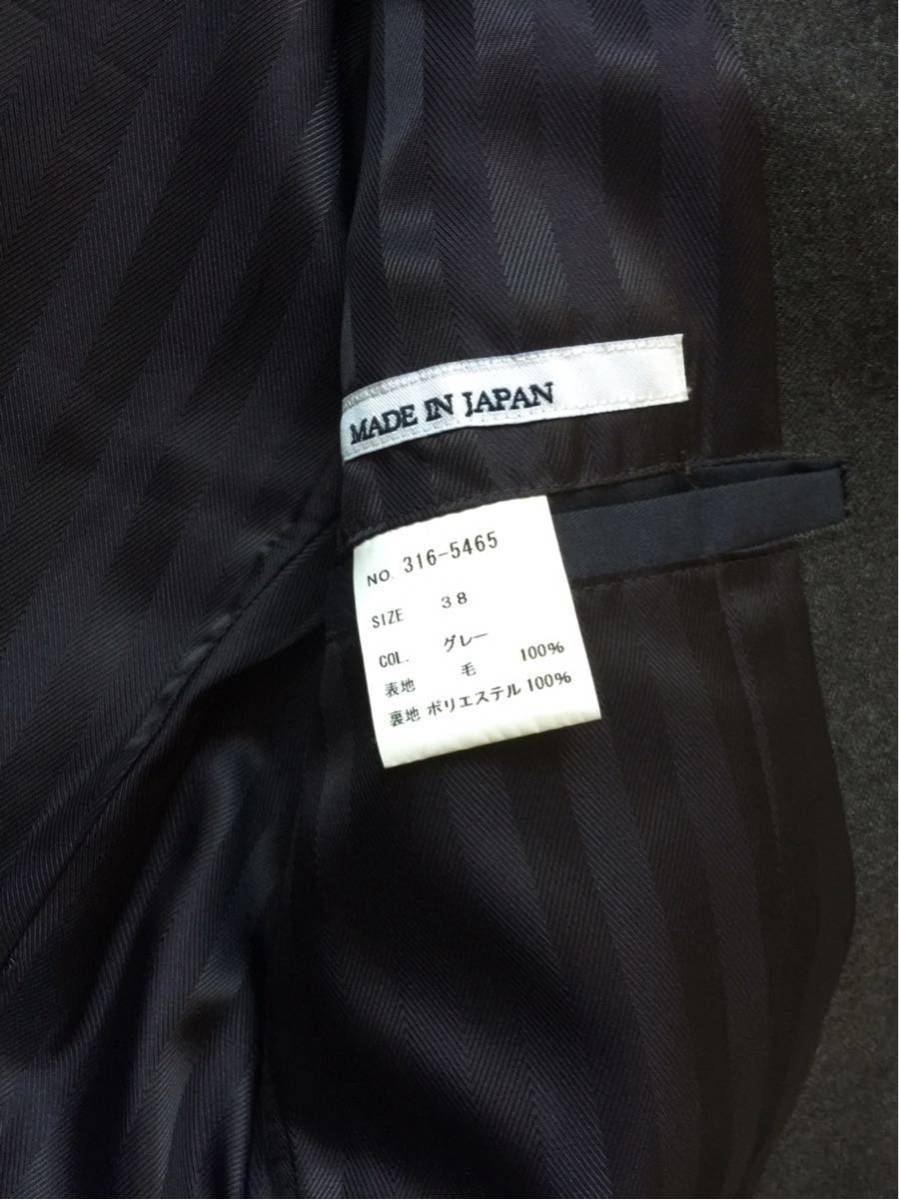 MADE IN JAPAN
NO. 316-5465
SIZE 38
COL. グレー
表地 毛 100%
裏地 ポリエステル 100%